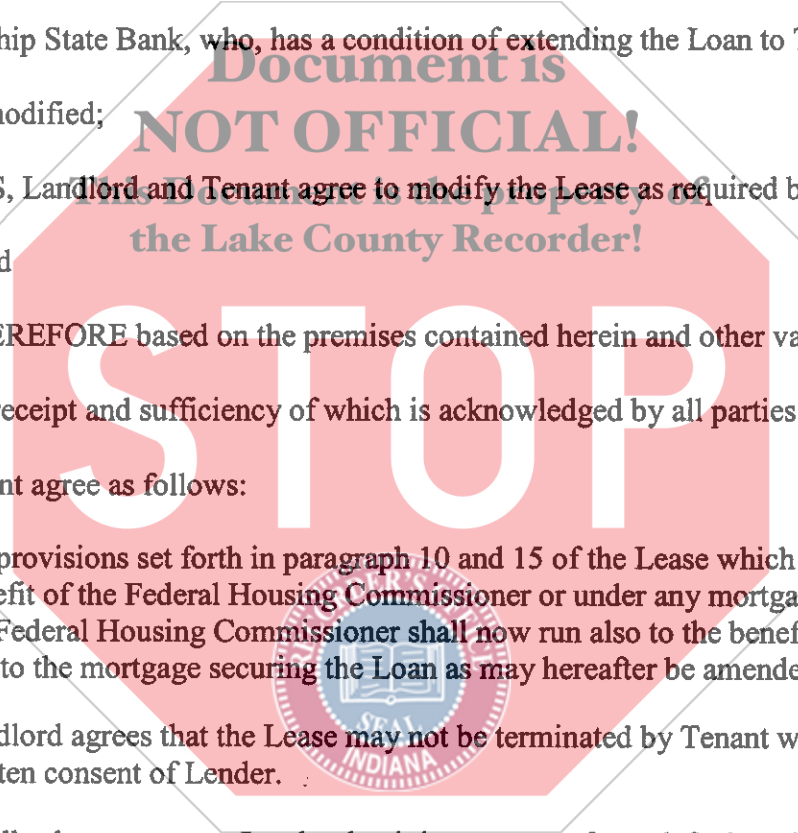 hip State Bank, who, has a condition of extending the Loan to
Document is
modified;
NOT OFFICIAL!
S, Landlord and Tenant agree to modify the Lease as required b
This Document is the property of
the Lake County Recorder!
d
EREFORE based on the premises contained herein and other va
STOP
receipt and sufficiency of which is acknowledged by all parties
nt agree as follows:
provisions set forth in paragraph 10 and 15 of the Lease which
efit of the Federal Housing Commissioner or under any mortga
Federal Housing Commissioner shall now run also to the benef
to the mortgage securing the Loan as may hereafter be amende
SEAL
INDIANA
dlord agrees that the Lease may not be terminated by Tenant w
ten consent of Lender.